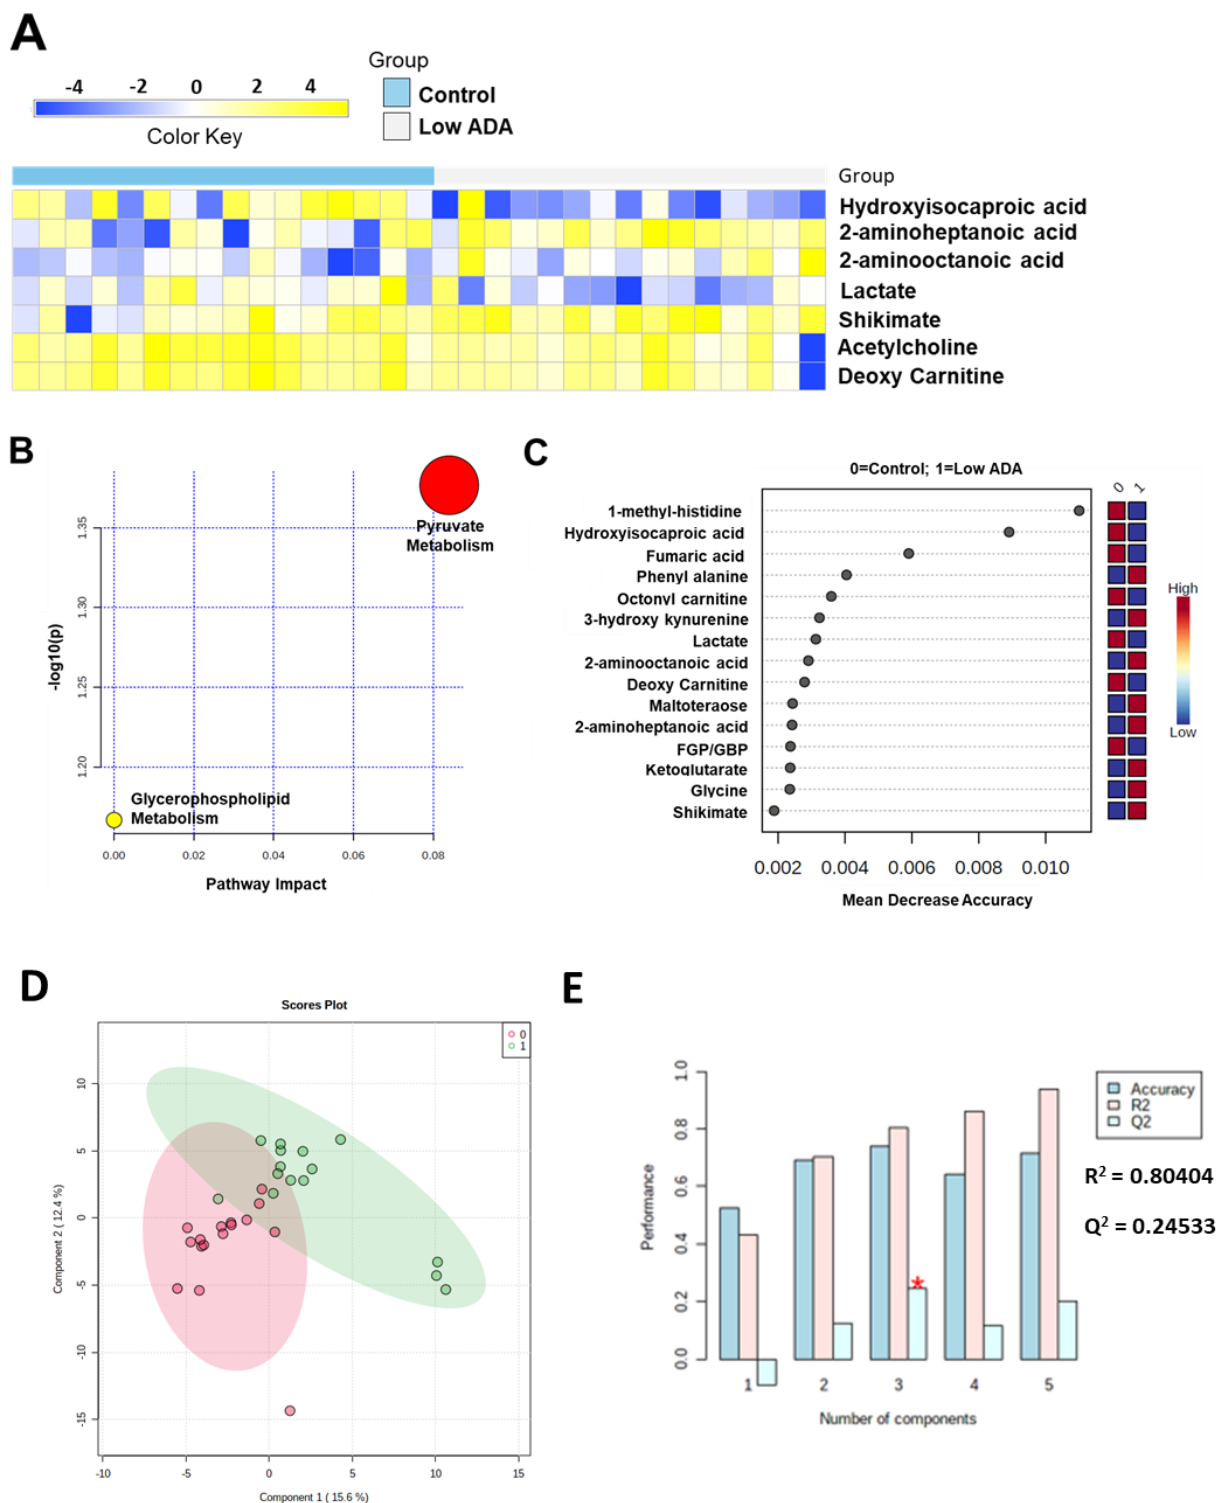 A
Group
-4 -2 0 2 4
Control
Color Key
Low ADA
Group
Hydroxyisocaproic acid
2-aminoheptanoic acid
2-aminooctanoic acid
Lactate
Shikimate
Acetylcholine
Deoxy Carnitine
B
-log10(p)
1.35
1.30
1.25
1.20
Pyruvate
Metabolism
Glycerophospholipid
Metabolism
0.00 0.02 0.04 0.06 0.08
Pathway Impact
C
0=Control; 1=Low ADA
0 1
1-methyl-histidine
Hydroxyisocaproic acid
Fumaric acid
Phenyl alanine
Octonyl carnitine
3-hydroxy kynurenine
Lactate
2-aminooctanoic acid
Deoxy Carnitine
Maltoteraose
2-aminoheptanoic acid
FGP/GBP
Ketoglutarate
Glycine
Shikimate
High
Low
0.002 0.004 0.006 0.008 0.010
Mean Decrease Accuracy
D
Scores Plot
0
1
Component 2 ( 12.4 %)
10
5
0
-5
-10
-15
-10 -5 0 5 10 15
Component 1 ( 15.6 %)
E
Performance
1.0
0.8
0.6
0.4
0.2
0.0
*
1 2 3 4 5
Number of components
Accuracy
R2
Q2
R² = 0.80404
Q² = 0.24533